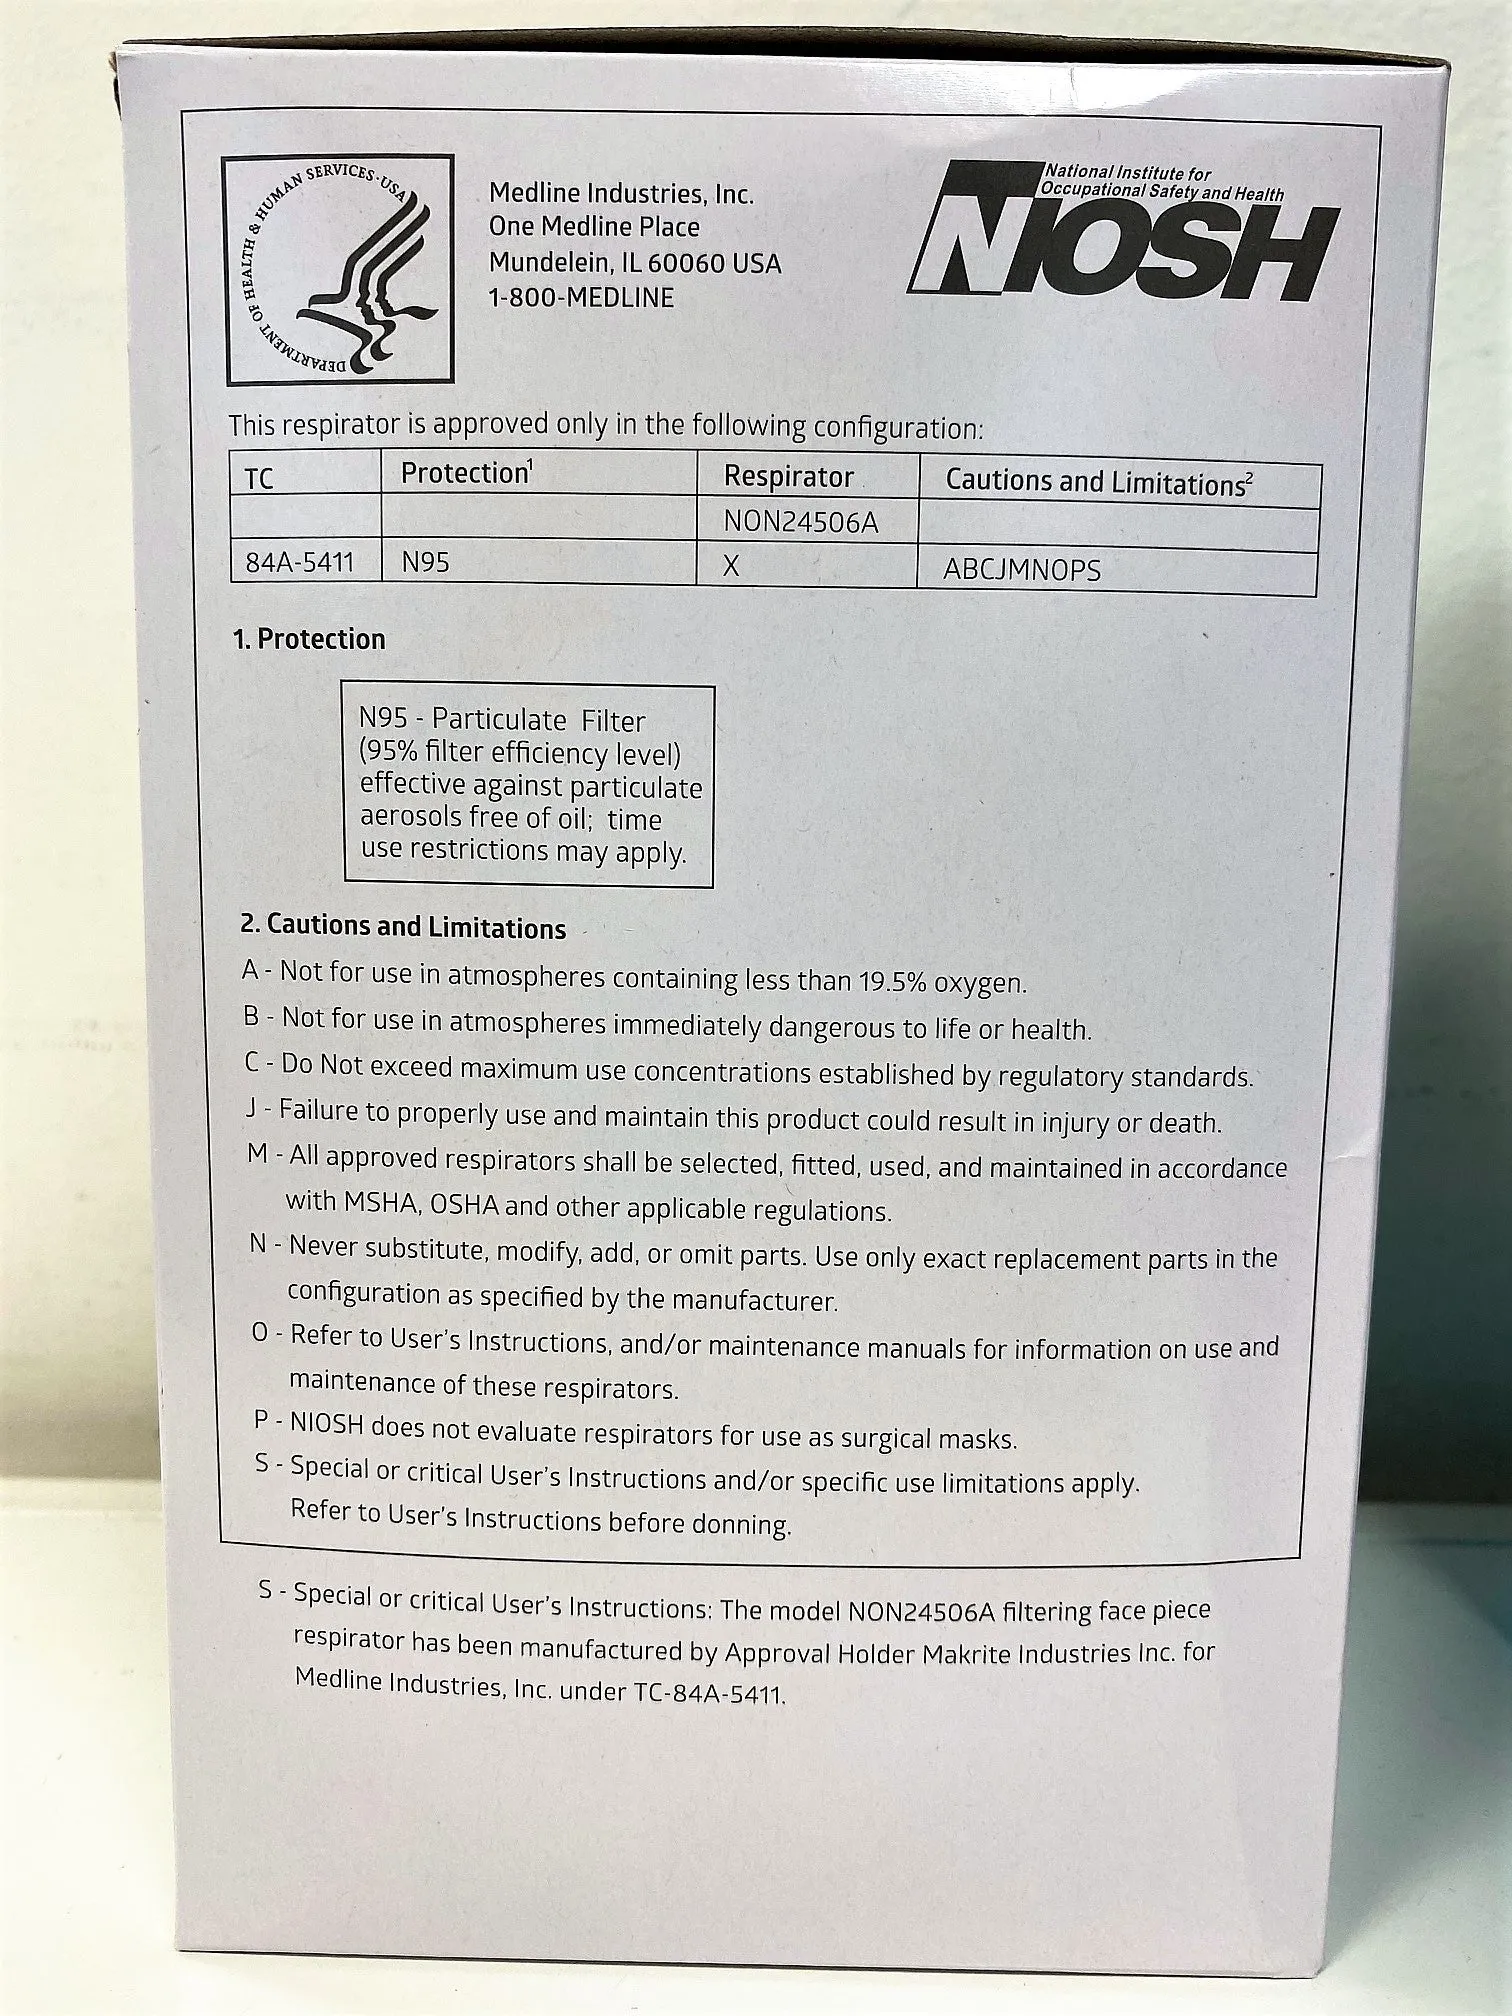 DEPARTMENT OF HEALTH & HUMAN SERVICES·USA
Medline Industries, Inc.
One Medline Place
Mundelein, IL 60060 USA
1-800-MEDLINE
National Institute for
Occupational Safety and Health
NIOSH
This respirator is approved only in the following configuration:
TC Protection¹ Respirator Cautions and Limitations²
NON24506A
84A-5411 N95 X ABCJMNOPS
1. Protection
N95 - Particulate Filter
(95% filter efficiency level)
effective against particulate
aerosols free of oil; time
use restrictions may apply.
2. Cautions and Limitations
A - Not for use in atmospheres containing less than 19.5% oxygen.
B - Not for use in atmospheres immediately dangerous to life or health.
C - Do Not exceed maximum use concentrations established by regulatory standards.
J - Failure to properly use and maintain this product could result in injury or death.
M - All approved respirators shall be selected, fitted, used, and maintained in accordance
with MSHA, OSHA and other applicable regulations.
N - Never substitute, modify, add, or omit parts. Use only exact replacement parts in the
configuration as specified by the manufacturer.
O - Refer to User's Instructions, and/or maintenance manuals for information on use and
maintenance of these respirators.
P - NIOSH does not evaluate respirators for use as surgical masks.
S - Special or critical User's Instructions and/or specific use limitations apply.
Refer to User's Instructions before donning.
S - Special or critical User's Instructions: The model NON24506A filtering face piece
respirator has been manufactured by Approval Holder Makrite Industries Inc. for
Medline Industries, Inc. under TC-84A-5411.